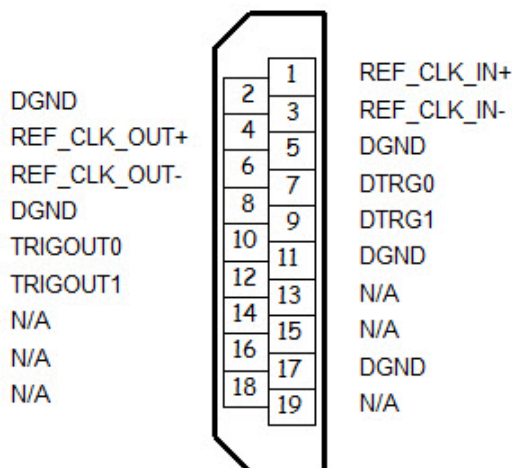 1 REF_CLK_IN+
DGND 2
3 REF_CLK_IN-
REF_CLK_OUT+ 4
5 DGND
REF_CLK_OUT- 6
7 DTRG0
DGND 8
9 DTRG1
TRIGOUT0 10
11 DGND
TRIGOUT1 12
13 N/A
N/A 14
15 N/A
N/A 16
17 DGND
N/A 18
19 N/A